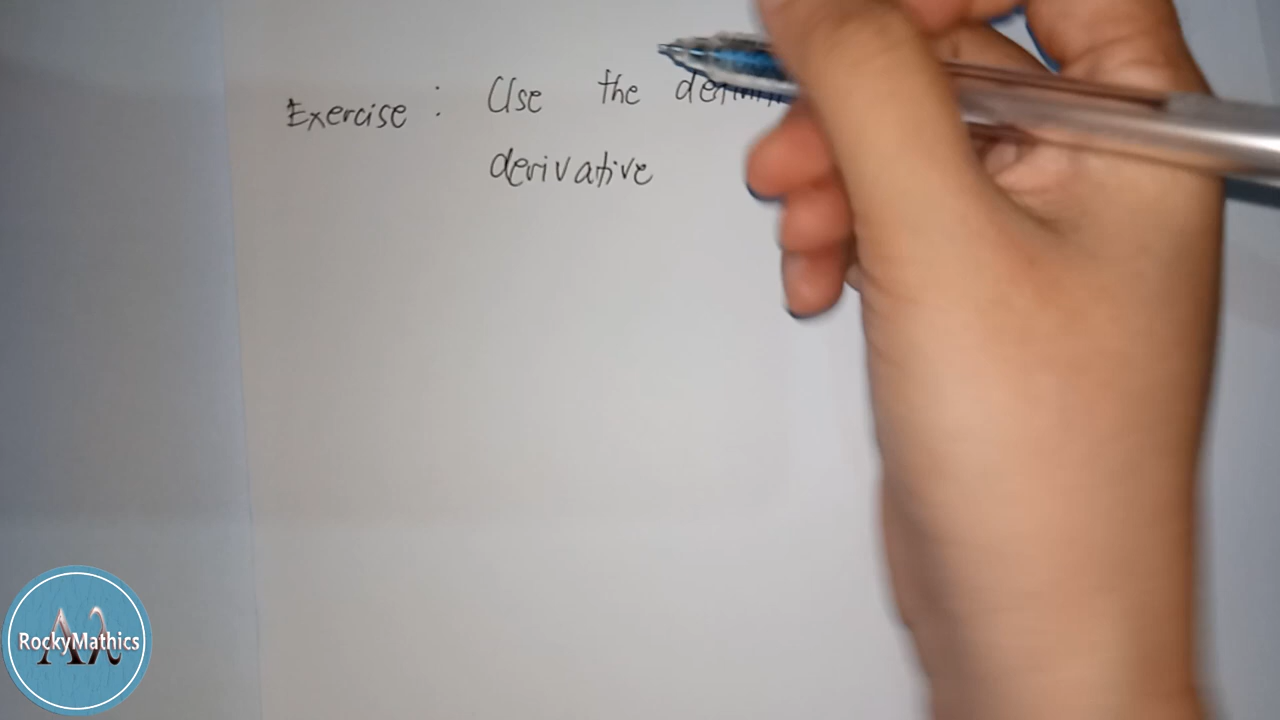 Exercise : Use the
derivative
RockyMathics